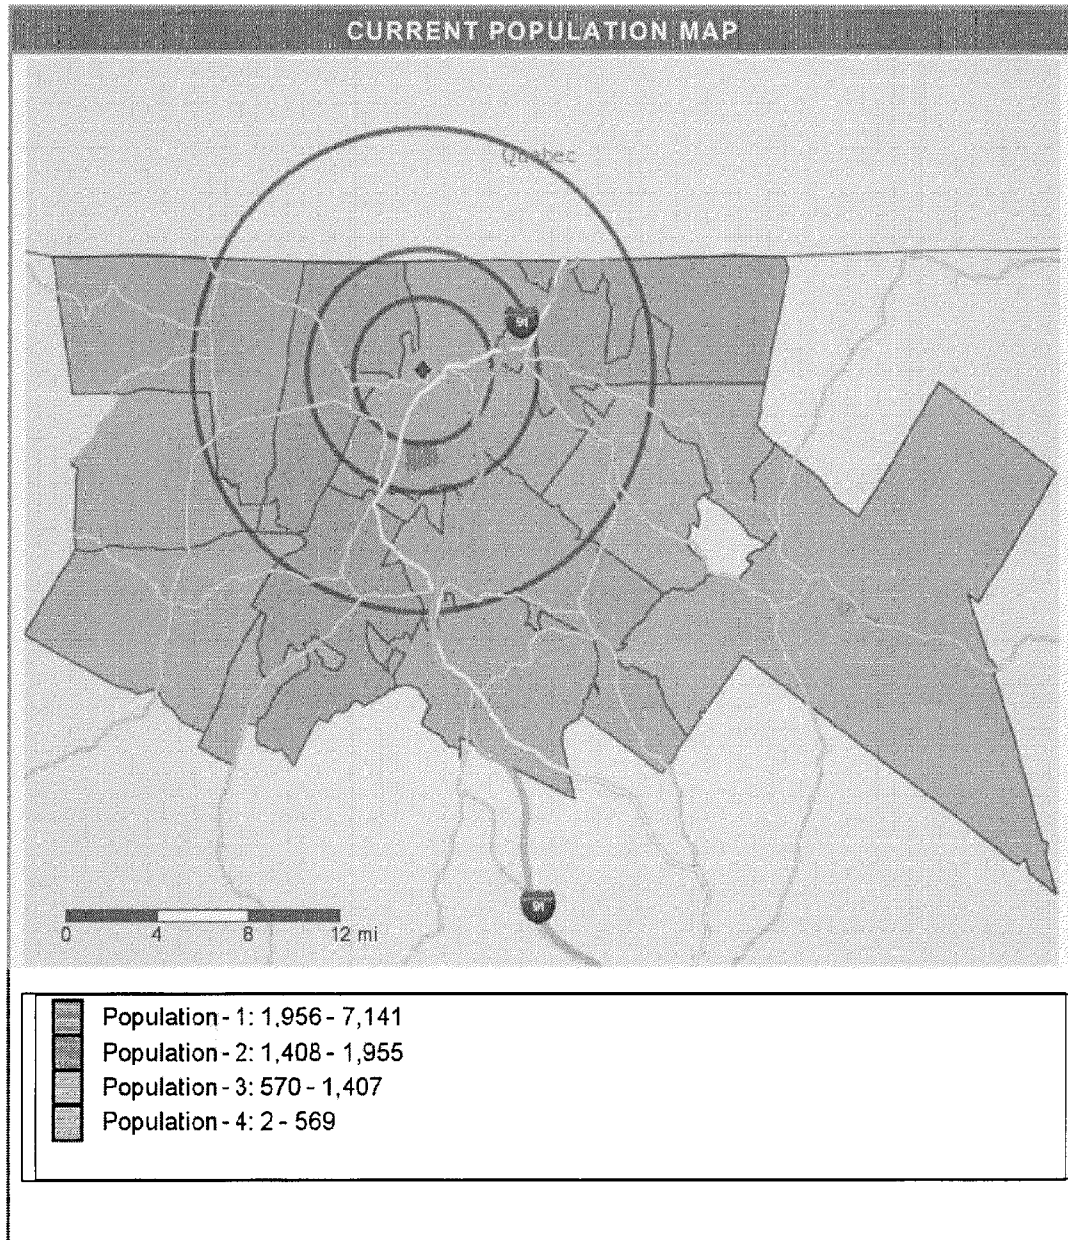 CURRENT POPULATION MAP
Quebec
91
91
0 4 8 12 mi
Population - 1: 1,956 - 7,141
Population - 2: 1,408 - 1,955
Population - 3: 570 - 1,407
Population - 4: 2 - 569